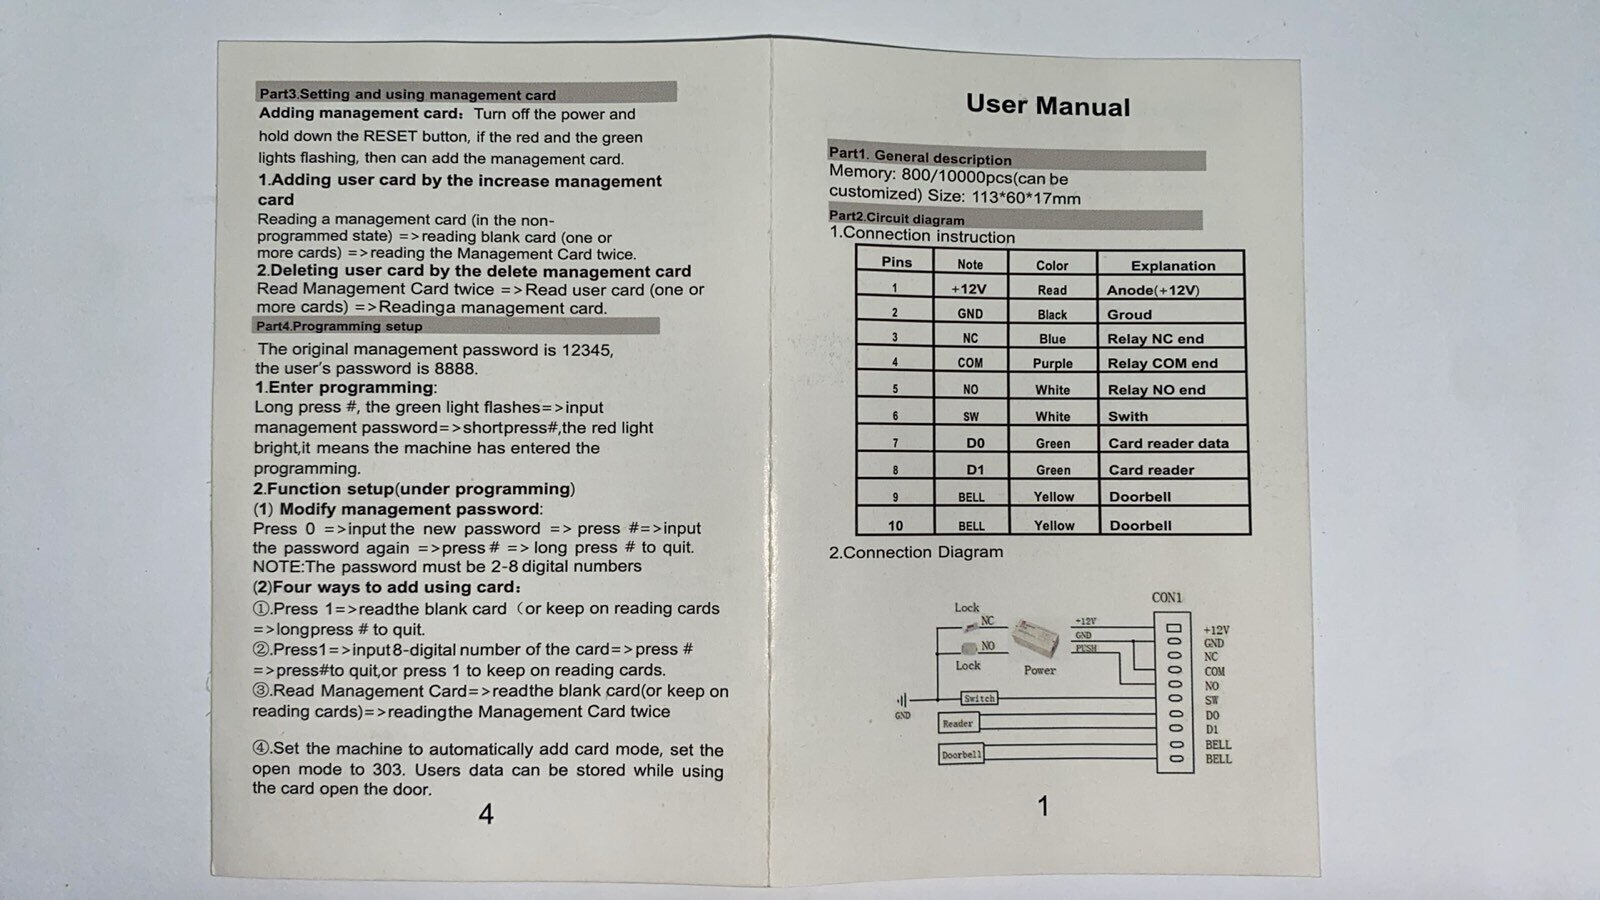 Part3.Setting and using management card
Adding management card: Turn off the power and
hold down the RESET button, if the red and the green
lights flashing, then can add the management card.
1.Adding user card by the increase management
card
Reading a management card (in the non-
programmed state) =>reading blank card (one or
more cards) =>reading the Management Card twice.
2.Deleting user card by the delete management card
Read Management Card twice =>Read user card (one or
more cards) =>Readinga management card.
Part4.Programming setup
The original management password is 12345,
the user's password is 8888.
1.Enter programming:
Long press #, the green light flashes=>input
management password=>shortpress#,the red light
bright,it means the machine has entered the
programming.
2.Function setup(under programming)
(1) Modify management password:
Press 0 =>input the new password => press #=>input
the password again =>press # => long press # to quit.
NOTE:The password must be 2-8 digital numbers
(2)Four ways to add using card:
①.Press 1=>readthe blank card (or keep on reading cards
=>longpress # to quit.
②.Press1=>input8-digital number of the card=>press #
=>press#to quit,or press 1 to keep on reading cards.
③.Read Management Card=>readthe blank card(or keep on
reading cards)=>readingthe Management Card twice
④.Set the machine to automatically add card mode, set the
open mode to 303. Users data can be stored while using
the card open the door.
4
User Manual
Part1. General description
Memory: 800/10000pcs(can be
customized) Size: 113*60*17mm
Part2.Circuit diagram
1.Connection instruction
Pins Note Color Explanation
1 +12V Read Anode(+12V)
2 GND Black Groud
3 NC Blue Relay NC end
4 COM Purple Relay COM end
5 NO White Relay NO end
6 SW White Swith
7 D0 Green Card reader data
8 D1 Green Card reader
9 BELL Yellow Doorbell
10 BELL Yellow Doorbell
2.Connection Diagram
CON1
Lock
NC
+12V
GND
PUSH
NO
Lock
Power
Switch
GND
Reader
Doorbell
+12V
GND
NC
COM
NO
SW
D0
D1
BELL
BELL
1